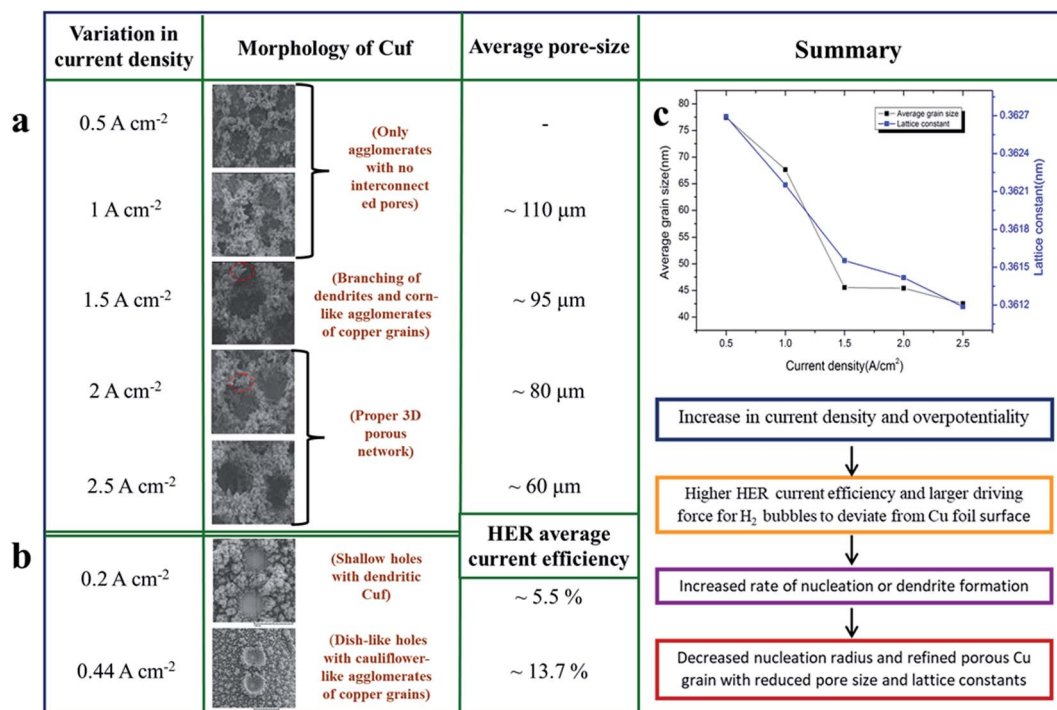 Variation in
current density
Morphology of Cuf
Average pore-size
Summary
a
0.5 A cm-2
(Only
agglomerates
with no
interconnect
ed pores)
-
1 A cm-2
~ 110 μm
1.5 A cm-2
(Branching of
dendrites and corn-
like agglomerates
of copper grains)
~ 95 μm
2 A cm-2
~ 80 μm
(Proper 3D
porous
network)
2.5 A cm-2
~ 60 μm
b
HER average
current efficiency
0.2 A cm-2
(Shallow holes
with dendritic
Cuf)
~ 5.5 %
0.44 A cm-2
(Dish-like holes
with cauliflower-
like agglomerates
of copper grains)
~ 13.7 %
c
Average grain size
Lattice constant
Average grain size(nm)
80
75
70
65
60
55
50
45
40
Lattice constant(nm)
0.3627
0.3624
0.3621
0.3618
0.3615
0.3612
0.5
1.0
1.5
2.0
2.5
Current density(A/cm2)
Increase in current density and overpotentiality
Higher HER current efficiency and larger driving
force for H2 bubbles to deviate from Cu foil surface
Increased rate of nucleation or dendrite formation
Decreased nucleation radius and refined porous Cu
grain with reduced pore size and lattice constants